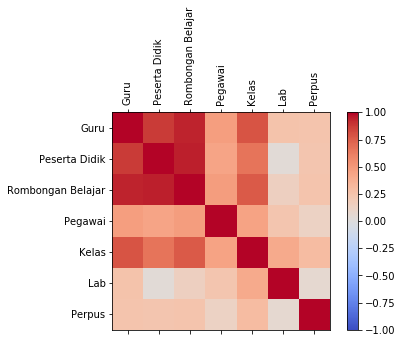 Guru
Peserta Didik
Rombongan Belajar
Pegawai
Kelas
Lab
Perpus
Guru
Peserta Didik
Rombongan Belajar
Pegawai
Kelas
Lab
Perpus
1.00
0.75
0.50
0.25
0.00
−0.25
−0.50
−0.75
−1.00